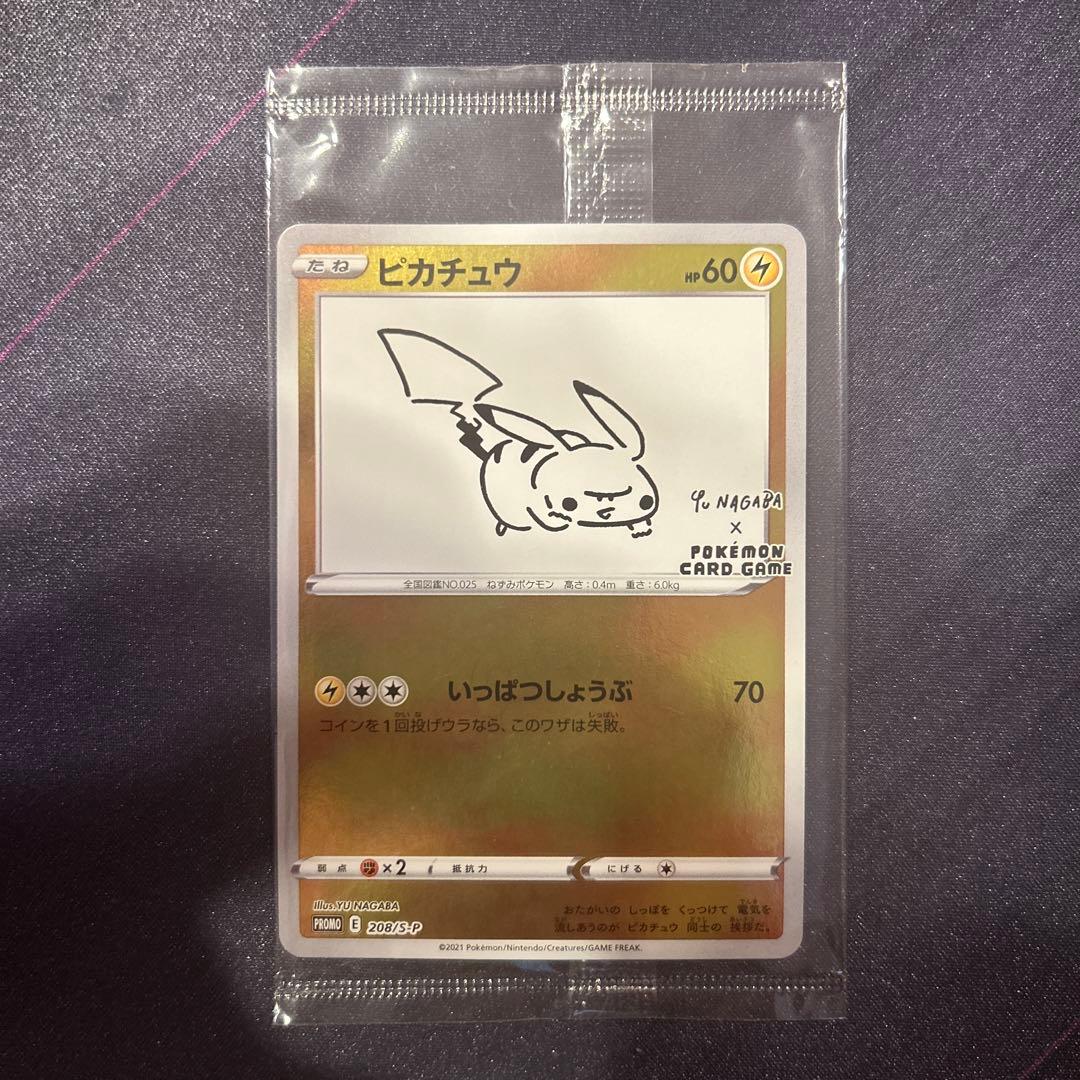 たね ピカチュウ HP60
Yu NAGABA
×
POKÉMON
CARD GAME
全国図鑑NO.025 ねずみポケモン 高さ：0.4m 重さ：6.0kg
いっぱつしょうぶ 70
コインを1回投げウラなら、このワザは失敗。
弱点 ×2 抵抗力 にげる
Illus. YU NAGABA
おたがいの しっぽを くっつけて 電気を
流しあうのが ピカチュウ 同士の 挨拶だ。
PROMO E 208/S-P
©2021 Pokémon/Nintendo/Creatures/GAME FREAK.